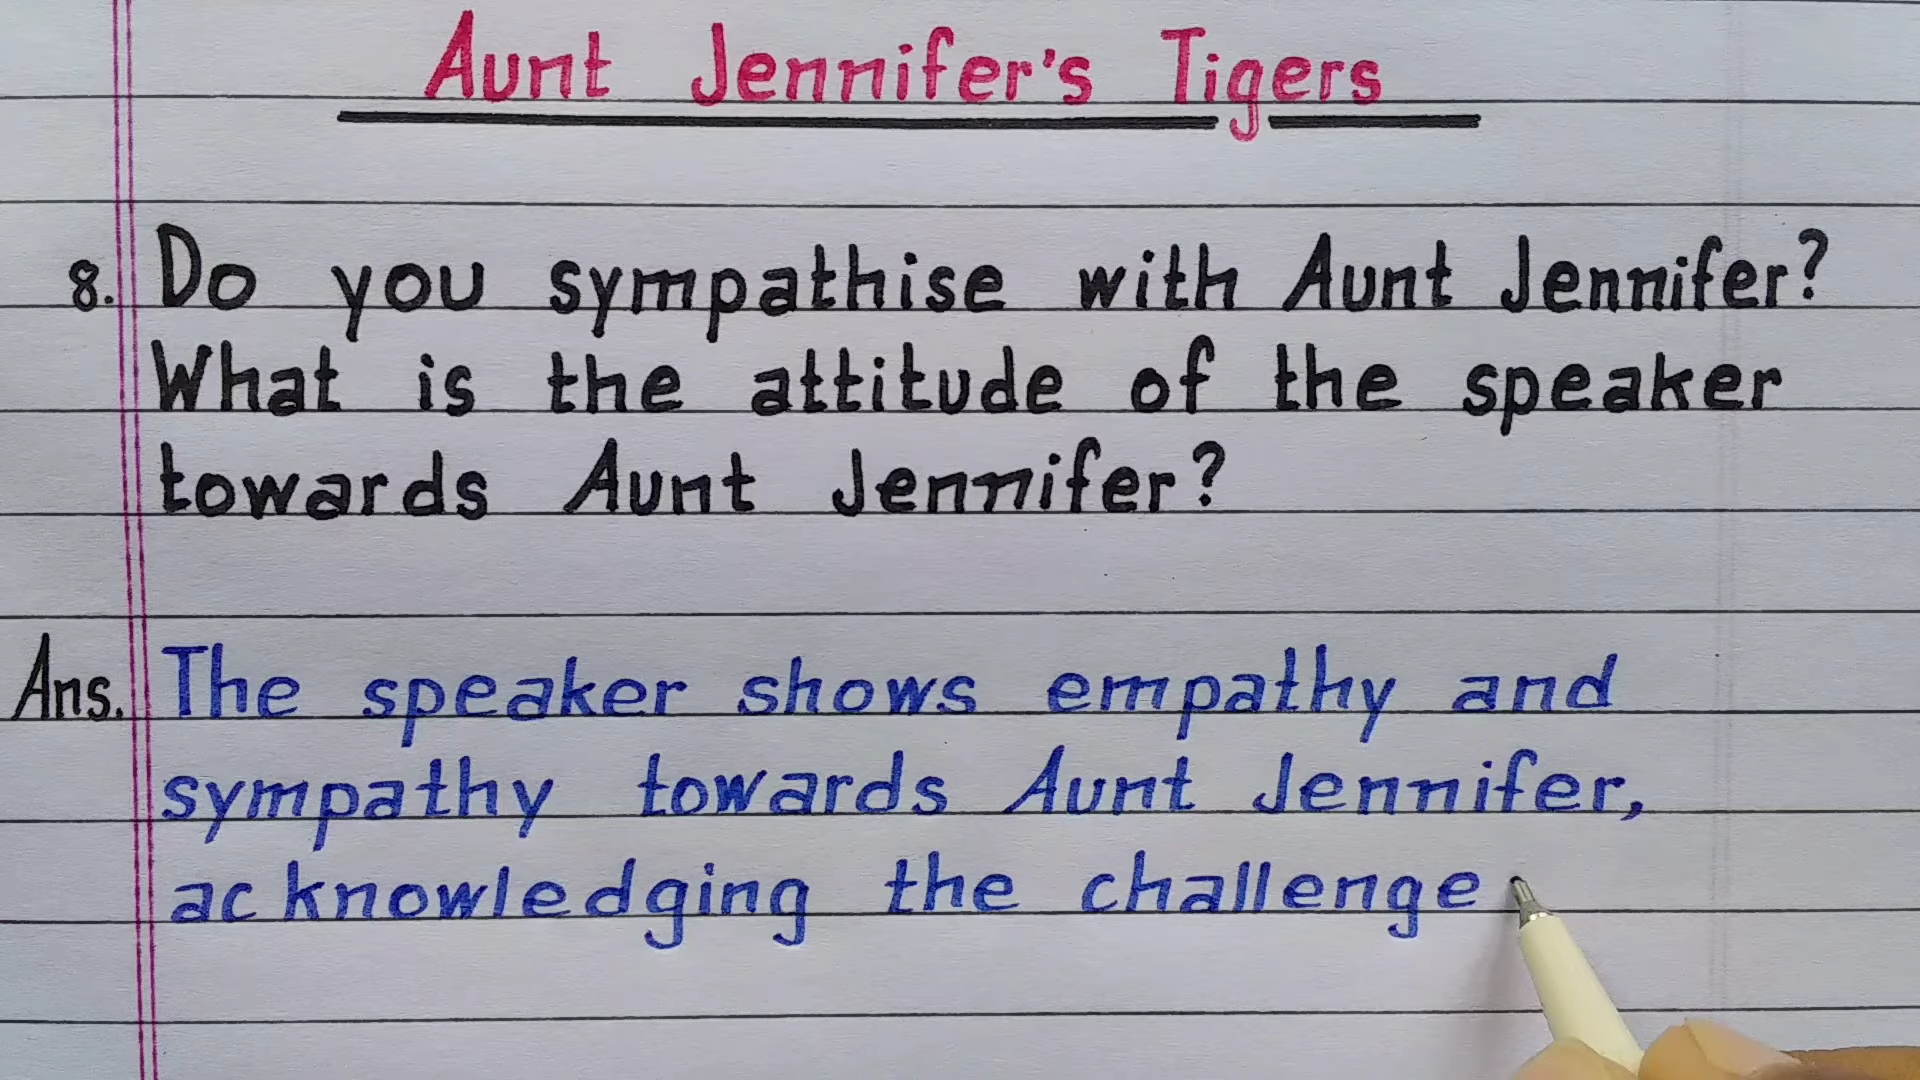 Aunt Jennifer's Tigers
8. Do you sympathise with Aunt Jennifer?
What is the attitude of the speaker
towards Aunt Jennifer?
Ans. The speaker shows empathy and
sympathy towards Aunt Jennifer,
acknowledging the challenge